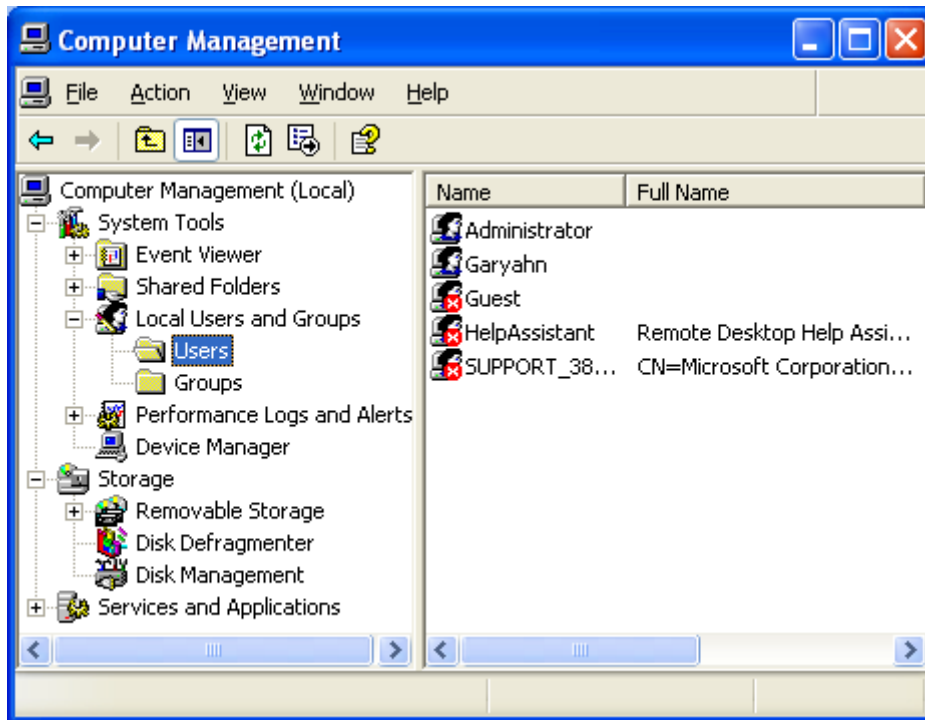 Computer Management
File Action View Window Help
Computer Management (Local)
System Tools
Event Viewer
Shared Folders
Local Users and Groups
Users
Groups
Performance Logs and Alerts
Device Manager
Storage
Removable Storage
Disk Defragmenter
Disk Management
Services and Applications
Name Full Name
Administrator
Garyahn
Guest
HelpAssistant Remote Desktop Help Assi...
SUPPORT_38... CN=Microsoft Corporation...